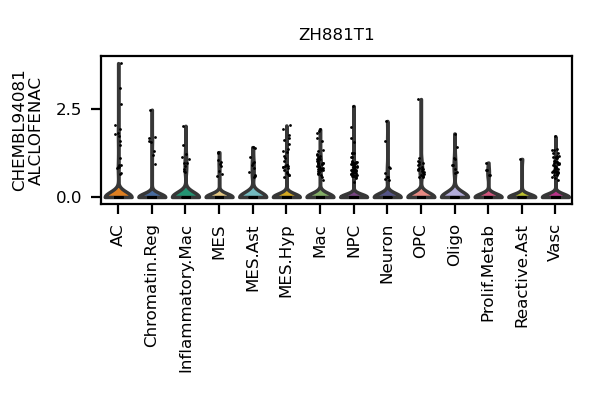 ZH881T1
CHEMBL94081
ALCLOFENAC
2.5
0.0
AC
Chromatin.Reg
Inflammatory.Mac
MES
MES.Ast
MES.Hyp
Mac
NPC
Neuron
OPC
Oligo
Prolif.Metab
Reactive.Ast
Vasc